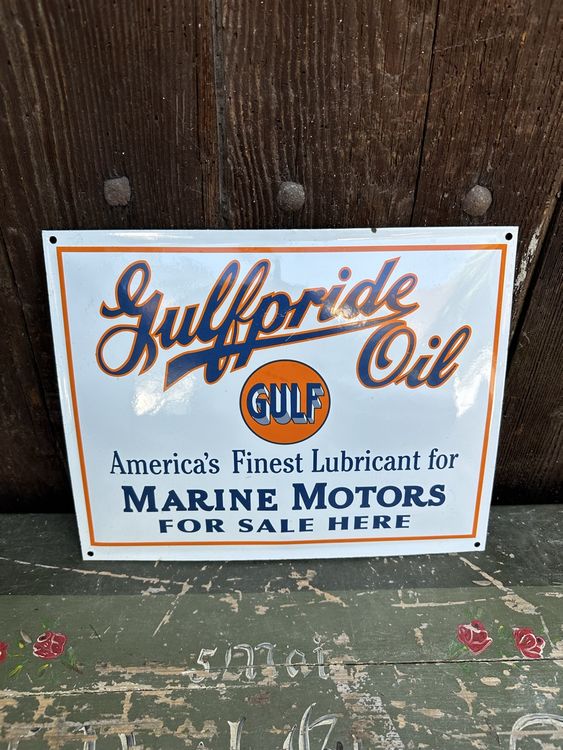 Gulfpride
Oil
GULF
America's Finest Lubricant for
MARINE MOTORS
FOR SALE HERE